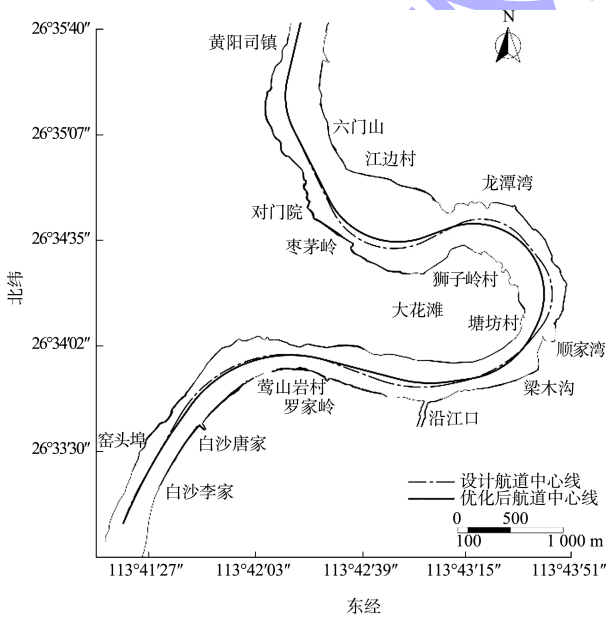 N
26°35′40″
黄阳司镇
26°35′07″
六门山
江边村
龙潭湾
对门院
26°34′35″
枣茅岭
狮子岭村
北纬
大花滩
塘坊村
26°34′02″
顺家湾
莺山岩村
梁木沟
罗家岭
沿江口
窑头埠
白沙唐家
26°33′30″
白沙李家
设计航道中心线
优化后航道中心线
0 500
100 1 000 m
113°41′27″ 113°42′03″ 113°42′39″ 113°43′15″ 113°43′51″
东经